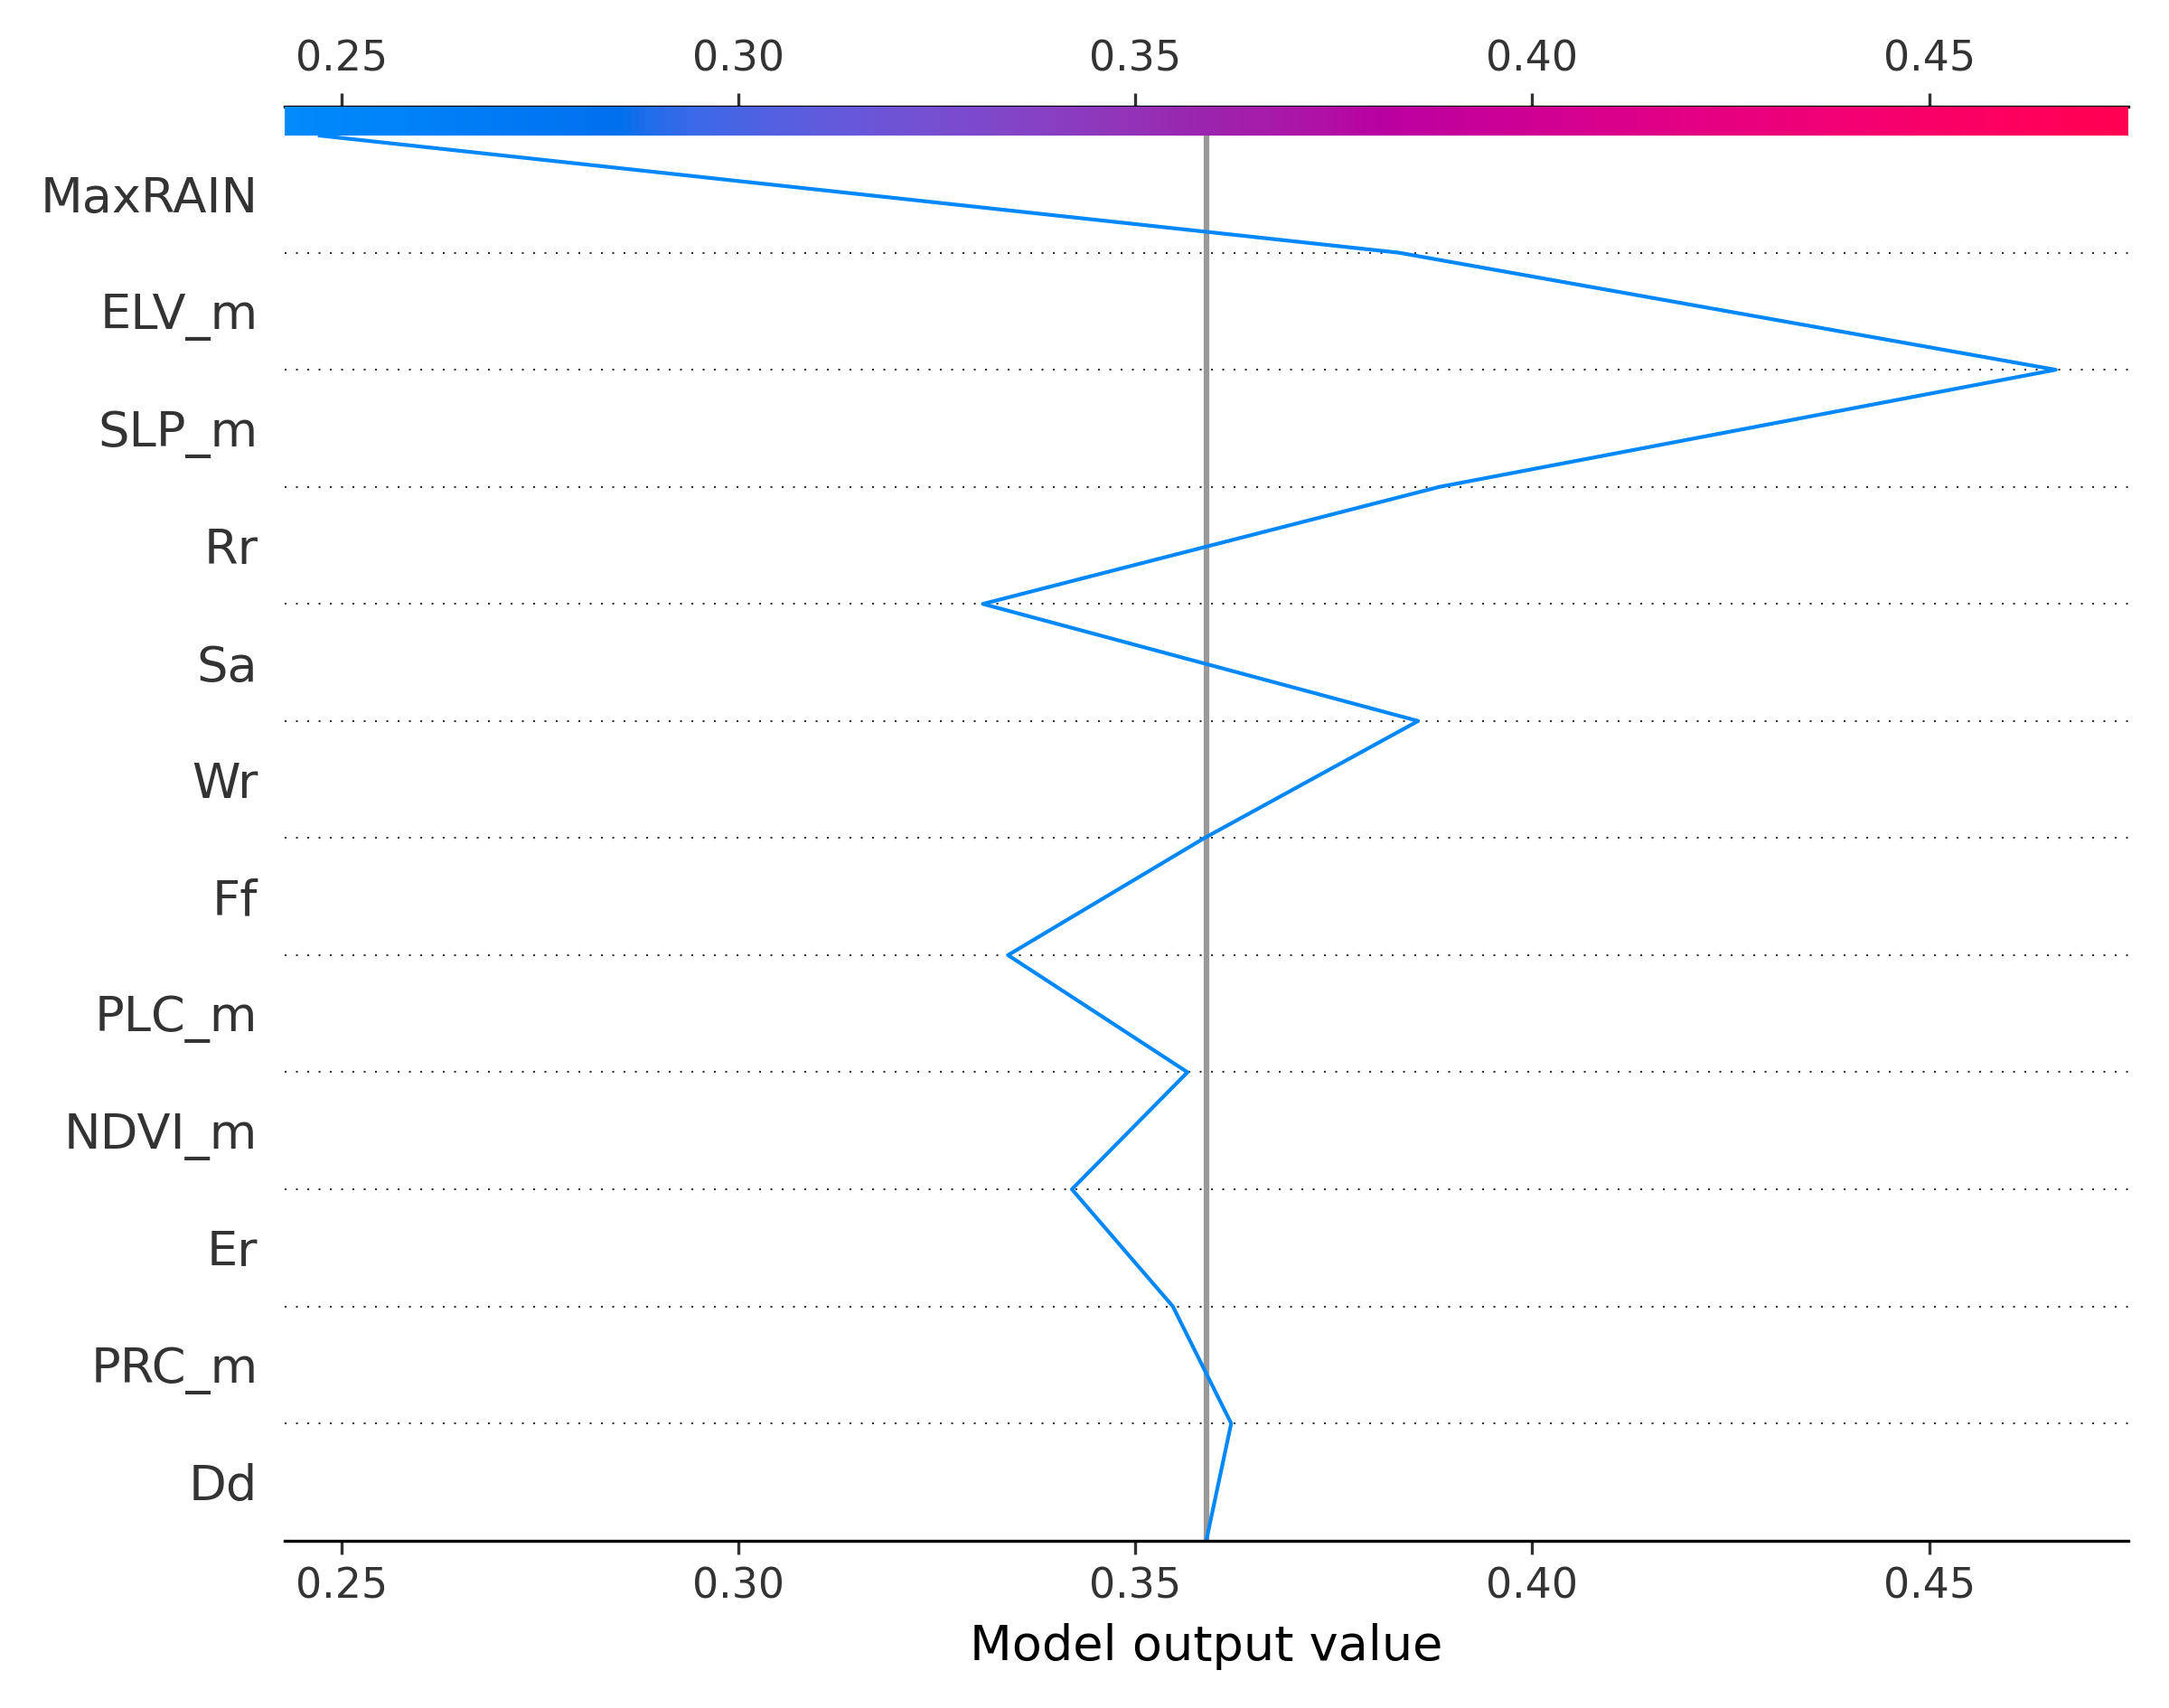 0.25 0.30 0.35 0.40 0.45
MaxRAIN
ELV_m
SLP_m
Rr
Sa
Wr
Ff
PLC_m
NDVI_m
Er
PRC_m
Dd
0.25 0.30 0.35 0.40 0.45
Model output value